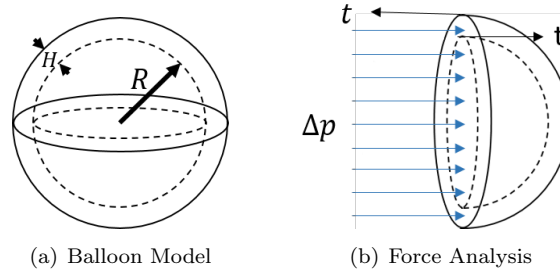 H
R
(a) Balloon Model
t
t
Δp
(b) Force Analysis